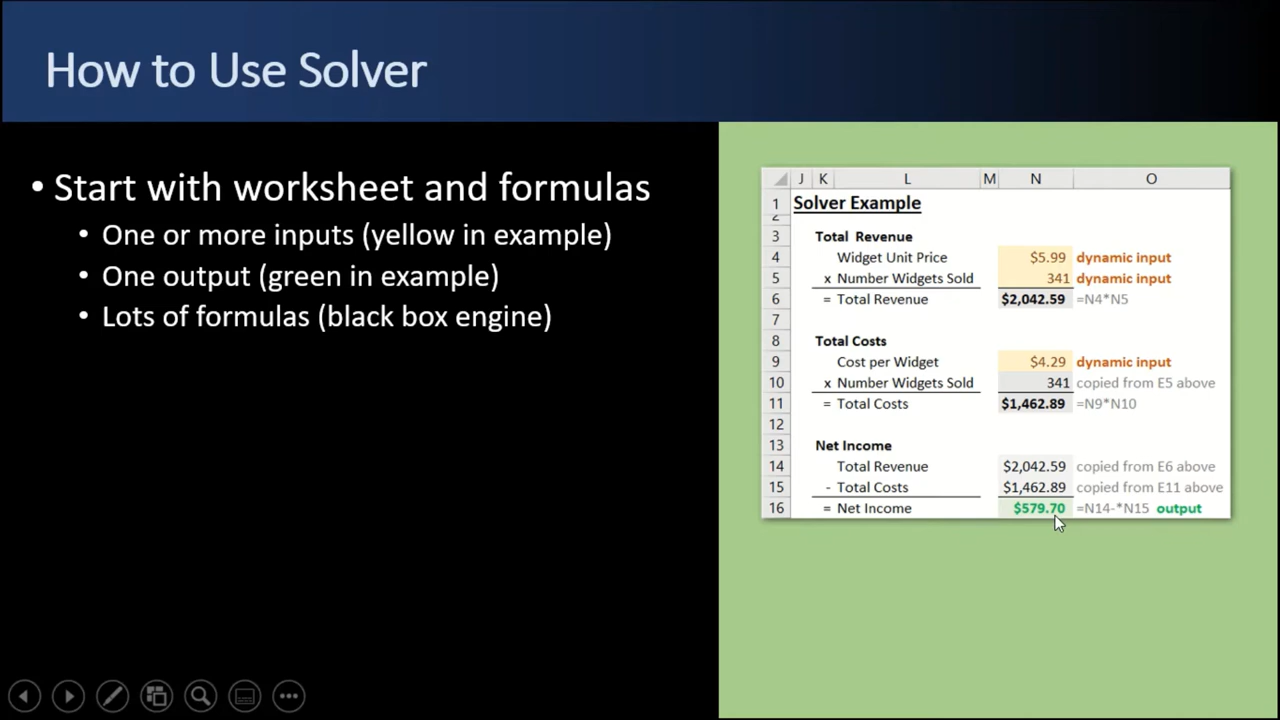 How to Use Solver
• Start with worksheet and formulas
• One or more inputs (yellow in example)
• One output (green in example)
• Lots of formulas (black box engine)
J K L M N O
1 Solver Example
2
3 Total Revenue
4 Widget Unit Price $5.99 dynamic input
5 x Number Widgets Sold 341 dynamic input
6 = Total Revenue $2,042.59 =N4*N5
7
8 Total Costs
9 Cost per Widget $4.29 dynamic input
10 x Number Widgets Sold 341 copied from E5 above
11 = Total Costs $1,462.89 =N9*N10
12
13 Net Income
14 Total Revenue $2,042.59 copied from E6 above
15 - Total Costs $1,462.89 copied from E11 above
16 = Net Income $579.70 =N14-*N15 output